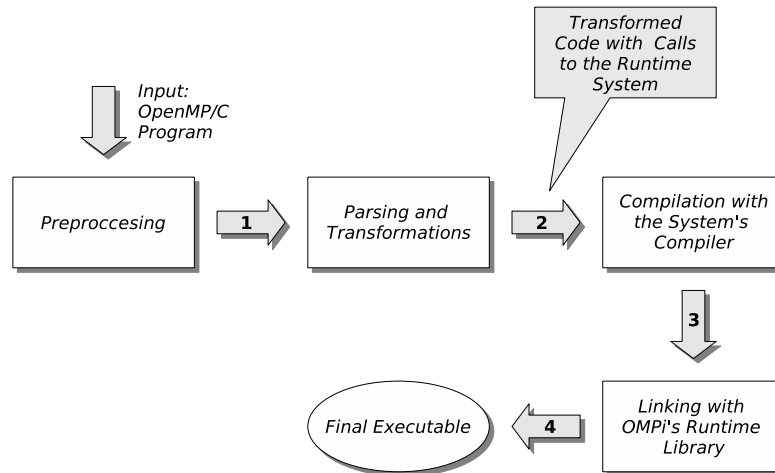 Transformed
Code with Calls
to the Runtime
System
Input:
OpenMP/C
Program
Preproccesing
1
Parsing and
Transformations
2
Compilation with
the System's
Compiler
3
Linking with
OMPi's Runtime
Library
4
Final Executable